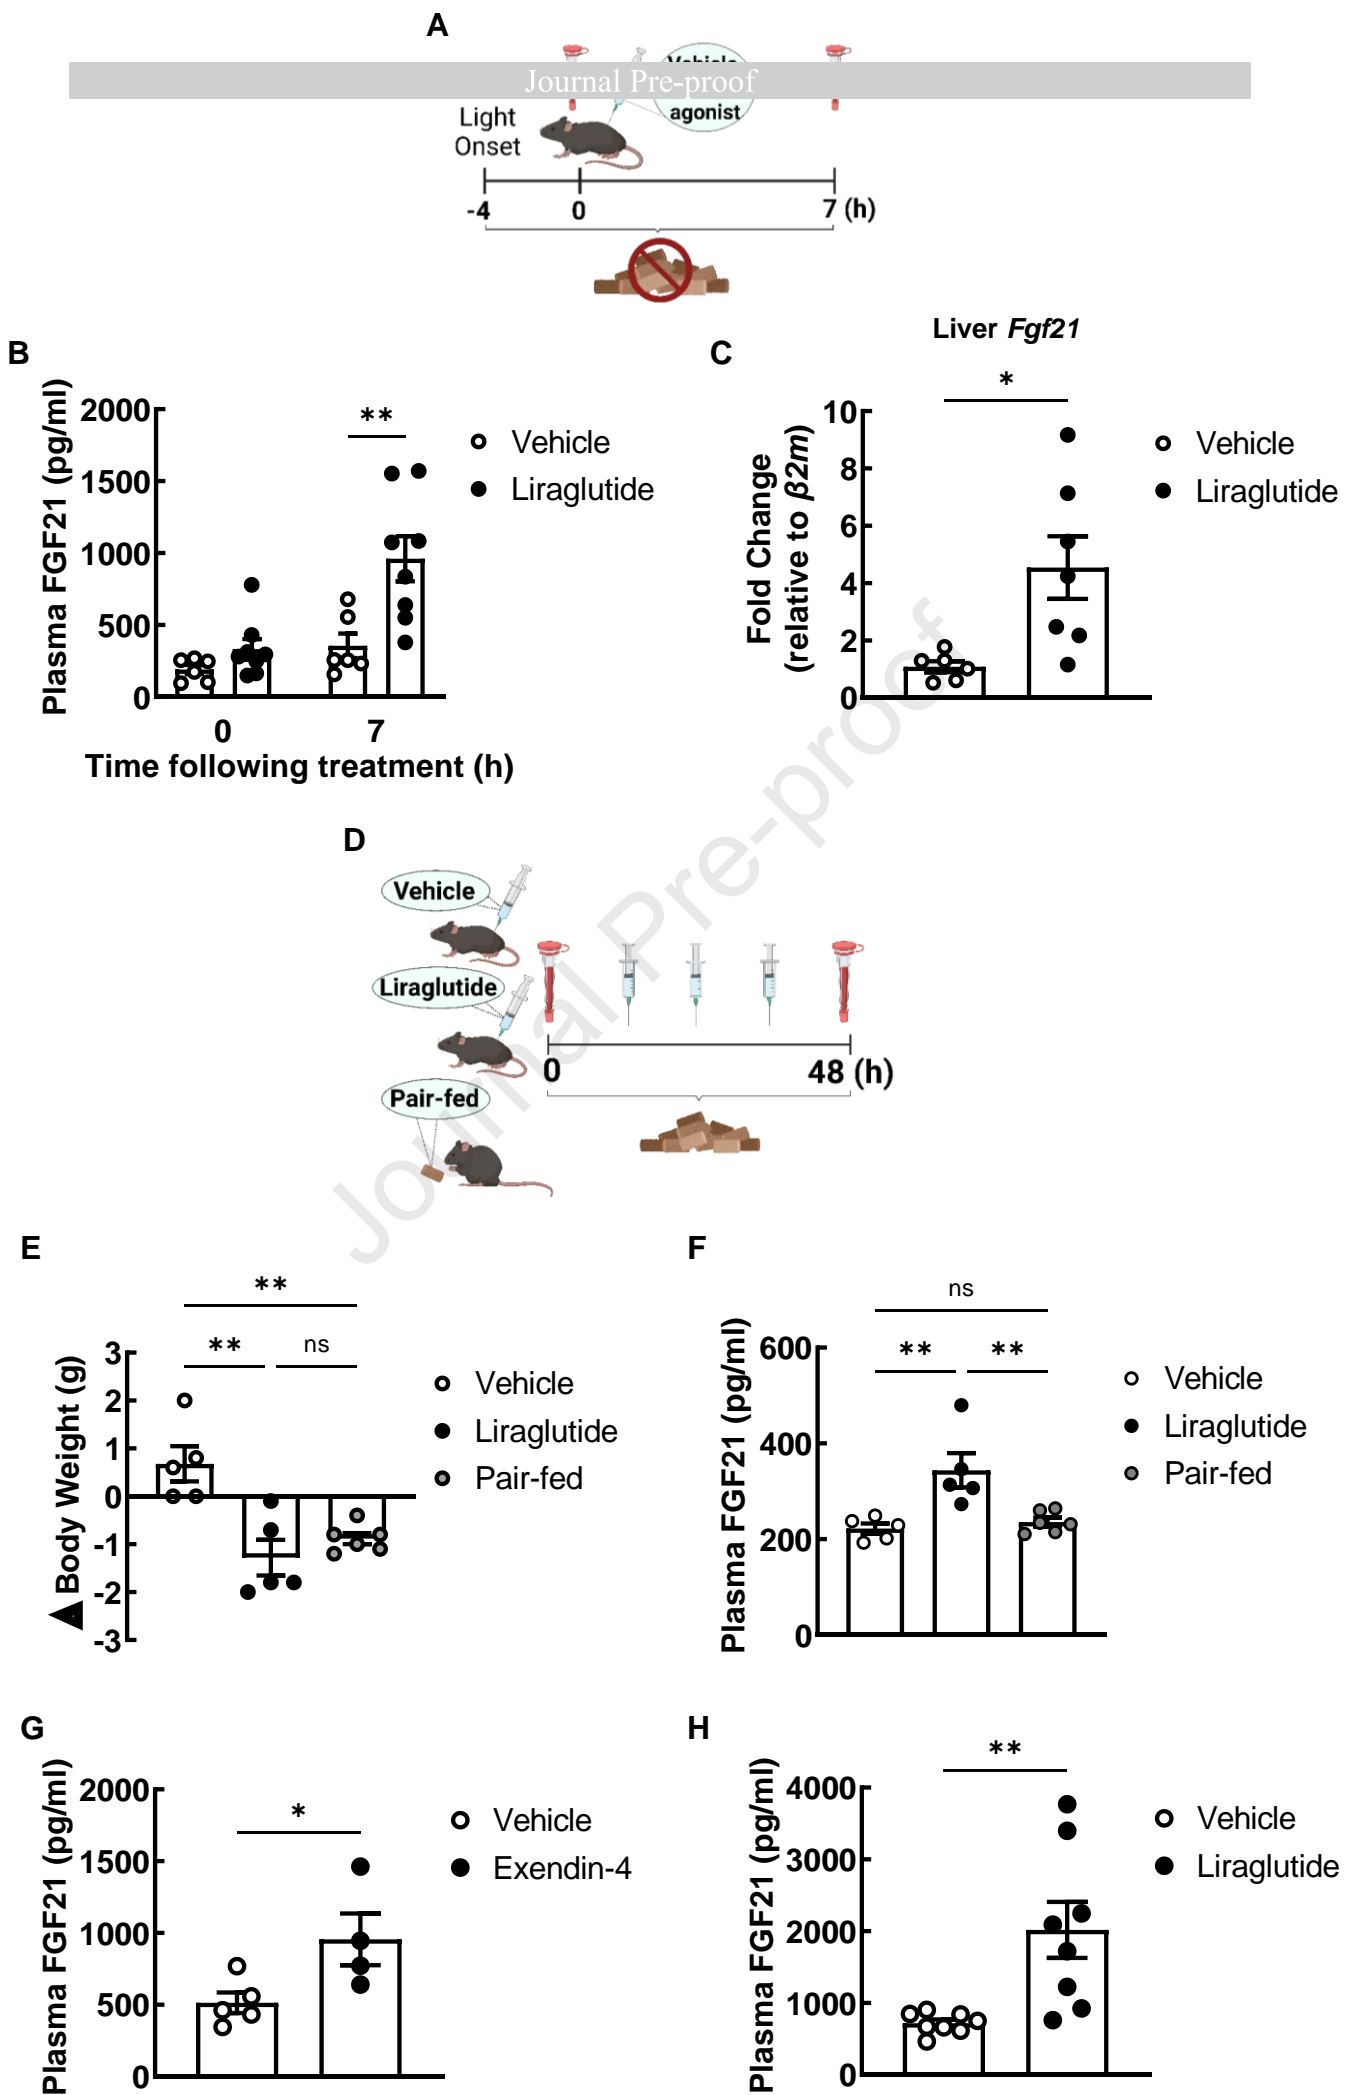 A
Journal Pre-proof
Vehicle
agonist
Light
Onset
-4
0
7 (h)
B
Plasma FGF21 (pg/ml)
2000
1500
1000
500
0
**
Vehicle
Liraglutide
0
7
Time following treatment (h)
C
Liver Fgf21
*
Fold Change
(relative to β2m)
10
8
6
4
2
0
Vehicle
Liraglutide
D
Vehicle
Liraglutide
Pair-fed
0
48 (h)
Journal Pre-proof
E
**
**
ns
Δ Body Weight (g)
3
2
1
0
-1
-2
-3
Vehicle
Liraglutide
Pair-fed
F
ns
**
**
Plasma FGF21 (pg/ml)
600
400
200
0
Vehicle
Liraglutide
Pair-fed
G
Plasma FGF21 (pg/ml)
2000
1500
1000
500
0
*
Vehicle
Exendin-4
H
Plasma FGF21 (pg/ml)
4000
3000
2000
1000
0
**
Vehicle
Liraglutide